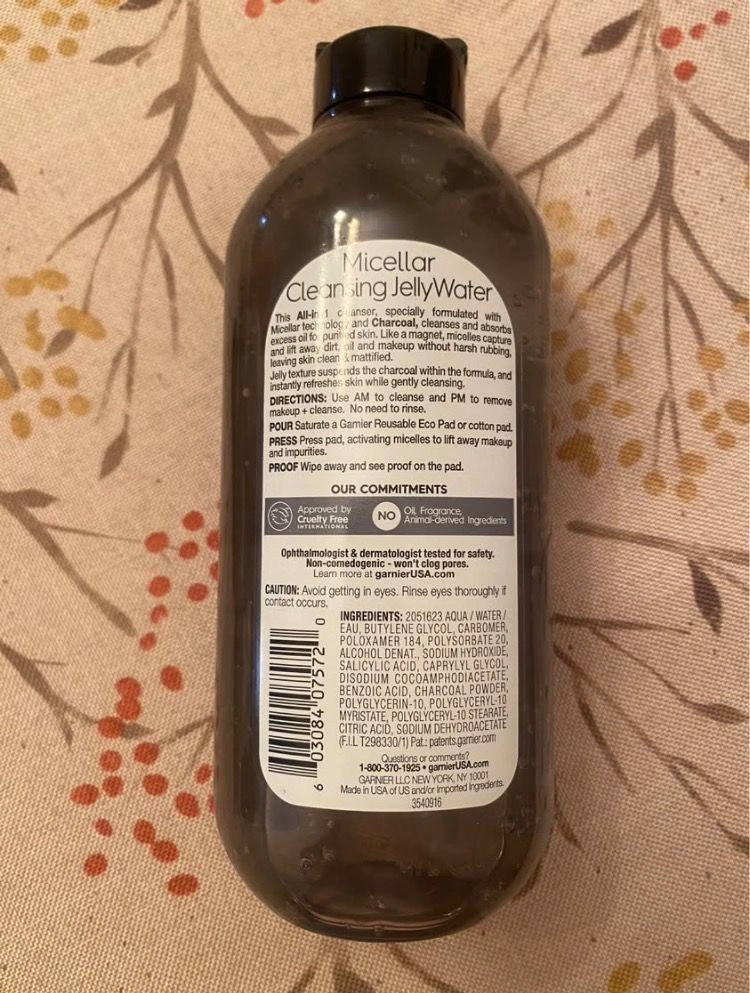 Micellar
Cleansing JellyWater
This All-in-1 cleanser, specially formulated with
Micellar technology and Charcoal, cleanses and absorbs
excess oil for purified skin. Like a magnet, micelles capture
and lift away dirt, oil and makeup without harsh rubbing,
leaving skin clean & mattified.
Jelly texture suspends the charcoal within the formula, and
instantly refreshes skin while gently cleansing.
DIRECTIONS: Use AM to cleanse and PM to remove
makeup + cleanse. No need to rinse.
POUR Saturate a Garnier Reusable Eco Pad or cotton pad.
PRESS Press pad, activating micelles to lift away makeup
and impurities.
PROOF Wipe away and see proof on the pad.
OUR COMMITMENTS
Approved by
Cruelty Free
INTERNATIONAL
NO
Oil, Fragrance,
Animal-derived Ingredients
Ophthalmologist & dermatologist tested for safety.
Non-comedogenic - won't clog pores.
Learn more at garnierUSA.com
CAUTION: Avoid getting in eyes. Rinse eyes thoroughly if
contact occurs.
INGREDIENTS: 2051623 AQUA / WATER /
EAU, BUTYLENE GLYCOL, CARBOMER,
POLOXAMER 184, POLYSORBATE 20,
ALCOHOL DENAT., SODIUM HYDROXIDE,
SALICYLIC ACID, CAPRYLYL GLYCOL,
DISODIUM COCOAMPHODIACETATE,
BENZOIC ACID, CHARCOAL POWDER,
POLYGLYCERIN-10, POLYGLYCERYL-10
MYRISTATE, POLYGLYCERYL-10 STEARATE,
CITRIC ACID, SODIUM DEHYDROACETATE
(F.I.L T298330/1) Pat.: patents.garnier.com
6 03084 07572 0
Questions or comments?
1-800-370-1925 • garnierUSA.com
GARNIER LLC NEW YORK, NY 10001
Made in USA of US and/or Imported Ingredients.
3540916